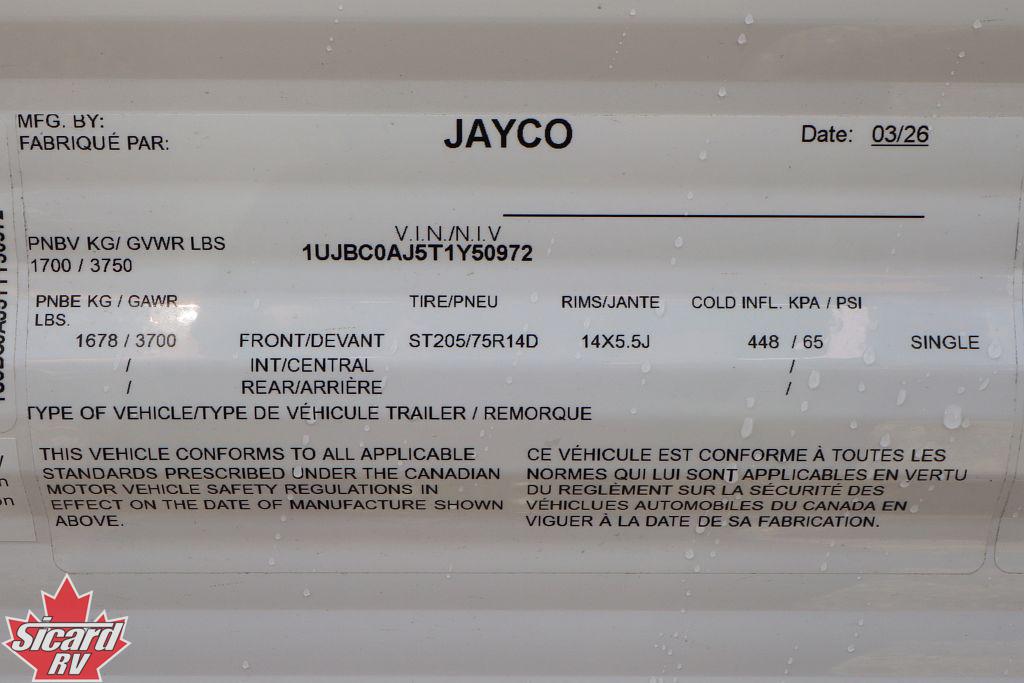 MFG. BY:
FABRIQUÉ PAR:
JAYCO
Date: 03/26
V.I.N./N.I.V
1UJBC0AJ5T1Y50972
PNBV KG/ GVWR LBS
1700 / 3750
PNBE KG / GAWR LBS.
TIRE/PNEU
RIMS/JANTE
COLD INFL. KPA / PSI
1678 / 3700 FRONT/DEVANT ST205/75R14D 14X5.5J 448 / 65 SINGLE
/ INT/CENTRAL /
/ REAR/ARRIÈRE /
TYPE OF VEHICLE/TYPE DE VÉHICULE TRAILER / REMORQUE
THIS VEHICLE CONFORMS TO ALL APPLICABLE
STANDARDS PRESCRIBED UNDER THE CANADIAN
MOTOR VEHICLE SAFETY REGULATIONS IN
EFFECT ON THE DATE OF MANUFACTURE SHOWN
ABOVE.
CE VÉHICULE EST CONFORME À TOUTES LES
NORMES QUI LUI SONT APPLICABLES EN VERTU
DU REGLEMENT SUR LA SÉCURITÉ DES
VÉHICLUES AUTOMOBILES DU CANADA EN
VIGUER À LA DATE DE SA FABRICATION.
Sicard
RV